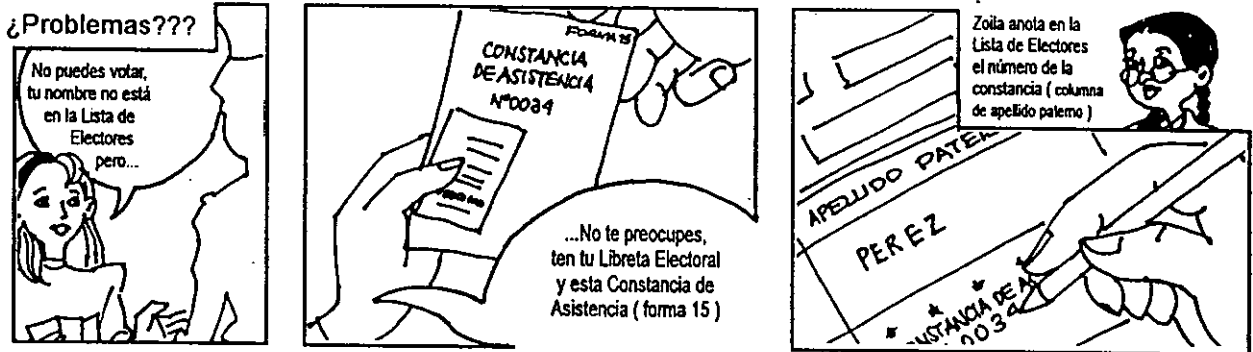 ¿Problemas???
No puedes votar,
tu nombre no está
en la Lista de
Electores
pero...
FORMA 15
CONSTANCIA
DE ASISTENCIA
Nº0034
...No te preocupes,
ten tu Libreta Electoral
y esta Constancia de
Asistencia ( forma 15 )
Zoila anota en la
Lista de Electores
el número de la
constancia ( columna
de apellido paterno )
APELLIDO PATER
PEREZ
* * *
NSTANCIA DE A
0034